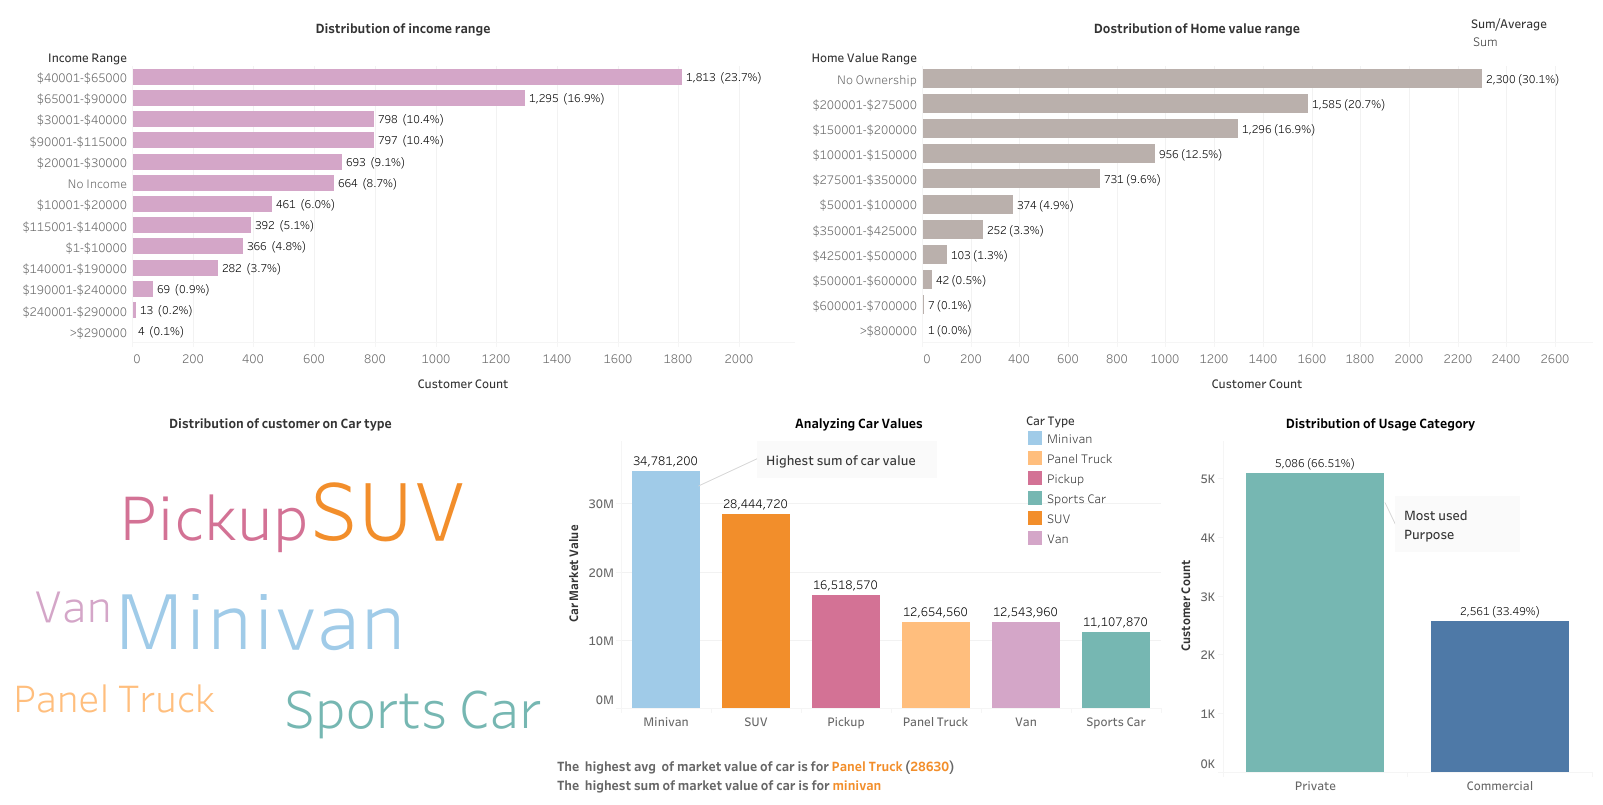 Distribution of income range
Income Range
$40001-$65000 1,813 (23.7%)
$65001-$90000 1,295 (16.9%)
$30001-$40000 798 (10.4%)
$90001-$115000 797 (10.4%)
$20001-$30000 693 (9.1%)
No Income 664 (8.7%)
$10001-$20000 461 (6.0%)
$115001-$140000 392 (5.1%)
$1-$10000 366 (4.8%)
$140001-$190000 282 (3.7%)
$190001-$240000 69 (0.9%)
$240001-$290000 13 (0.2%)
>$290000 4 (0.1%)
0 200 400 600 800 1000 1200 1400 1600 1800 2000
Customer Count
Dostribution of Home value range
Sum/Average
Sum
Home Value Range
No Ownership 2,300 (30.1%)
$200001-$275000 1,585 (20.7%)
$150001-$200000 1,296 (16.9%)
$100001-$150000 956 (12.5%)
$275001-$350000 731 (9.6%)
$50001-$100000 374 (4.9%)
$350001-$425000 252 (3.3%)
$425001-$500000 103 (1.3%)
$500001-$600000 42 (0.5%)
$600001-$700000 7 (0.1%)
>$800000 1 (0.0%)
0 200 400 600 800 1000 1200 1400 1600 1800 2000 2200 2400 2600
Customer Count
Distribution of customer on Car type
Pickup SUV
Van Minivan
Panel Truck Sports Car
Analyzing Car Values
Car Type
Minivan
Panel Truck
Pickup
Sports Car
SUV
Van
Highest sum of car value
34,781,200
28,444,720
16,518,570
12,654,560
12,543,960
11,107,870
Car Market Value
30M
20M
10M
0M
Minivan SUV Pickup Panel Truck Van Sports Car
The highest avg of market value of car is for Panel Truck (28630)
The highest sum of market value of car is for minivan
Distribution of Usage Category
5,086 (66.51%)
Most used
Purpose
2,561 (33.49%)
Customer Count
5K
4K
3K
2K
1K
0K
Private Commercial